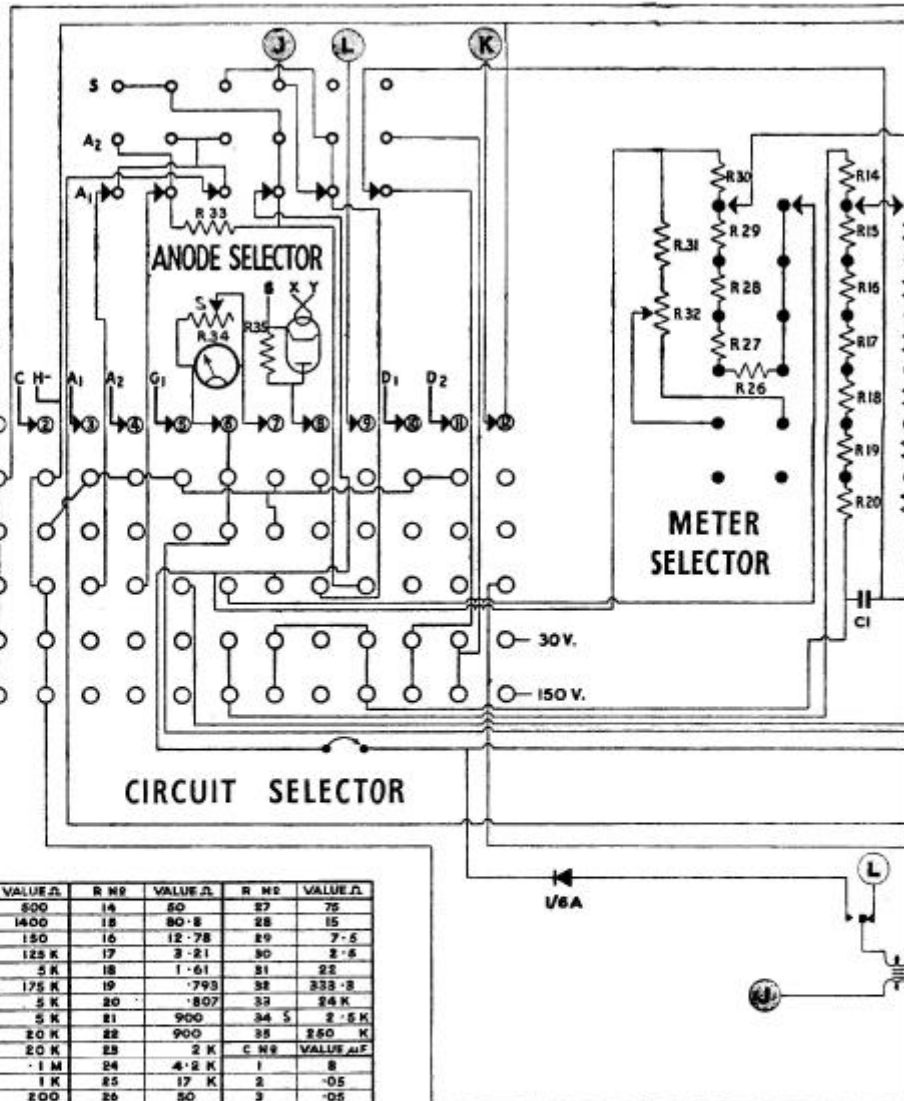 J L K
S
A2
A1
R 33
ANODE SELECTOR
S X Y
S
R.34
R35
C H- A1 A2 G1 D1 D2
2 3 4 5 6 7 8 9 10 11 12
R30
R29
R28
R27
R26
R.31
R32
R14
R15
R16
R17
R18
R19
R20
METER
SELECTOR
C1
30 V.
150 V.
CIRCUIT SELECTOR
1/6A
L
J
VALUE Ω R Nº VALUE Ω R Nº VALUE Ω
500 14 50 27 75
1400 15 80·8 28 15
150 16 12·78 29 7·5
125 K 17 3·21 30 2·5
5 K 18 1·61 31 22
175 K 19 ·793 32 333·3
5 K 20 ·807 33 24 K
5 K 21 900 34 S 2·5K
20 K 22 900 35 250 K
20 K 23 2 K C Nº VALUE µF
·1 M 24 4·2 K 1 8
1 K 25 17 K 2 ·05
200 26 50 3 ·05